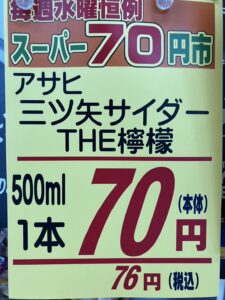 毎週水曜恒例
スーパー70円市
アサヒ
三ツ矢サイダー
THE檸檬
500ml
1本
70円
(本体)
76円(税込)